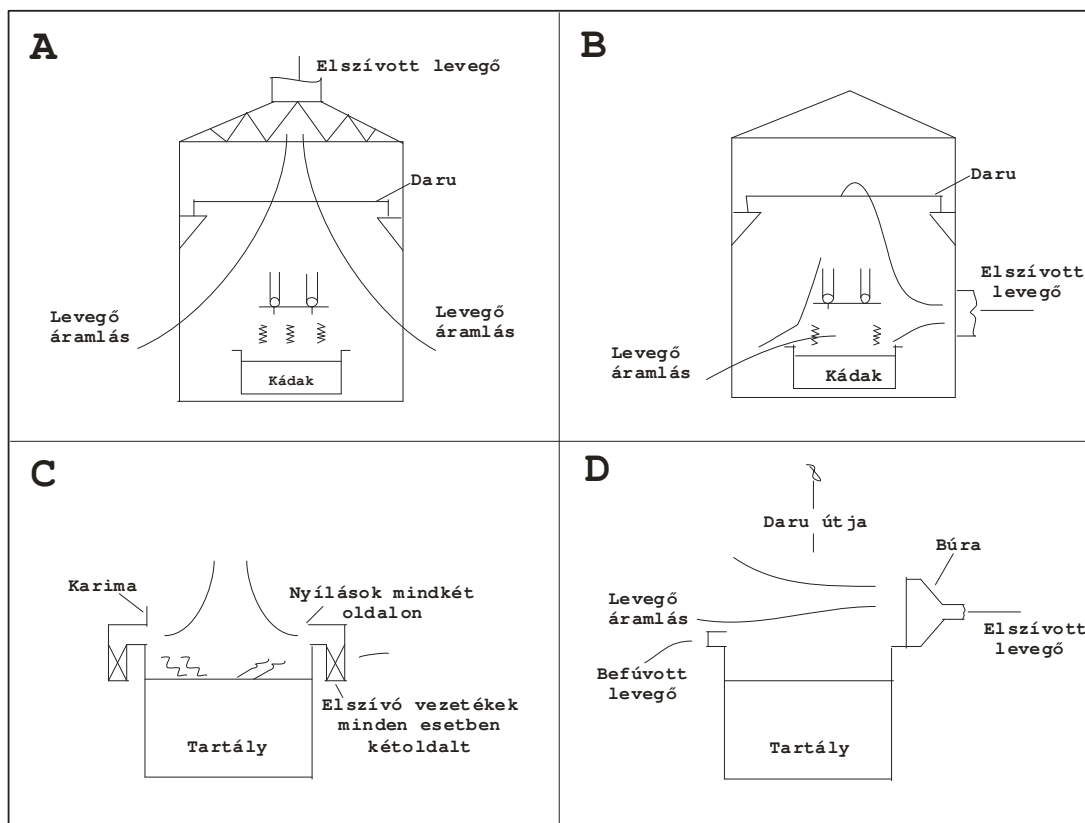 A
Elszívott levegő
Daru
Levegő
áramlás
Levegő
áramlás
Kádak
B
Daru
Elszívott
levegő
Levegő
áramlás
Kádak
C
Karima
Nyílások mindkét
oldalon
Elszívó vezetékek
minden esetben
kétoldalt
Tartály
D
Daru útja
Búra
Levegő
áramlás
Elszívott
levegő
Befúvott
levegő
Tartály